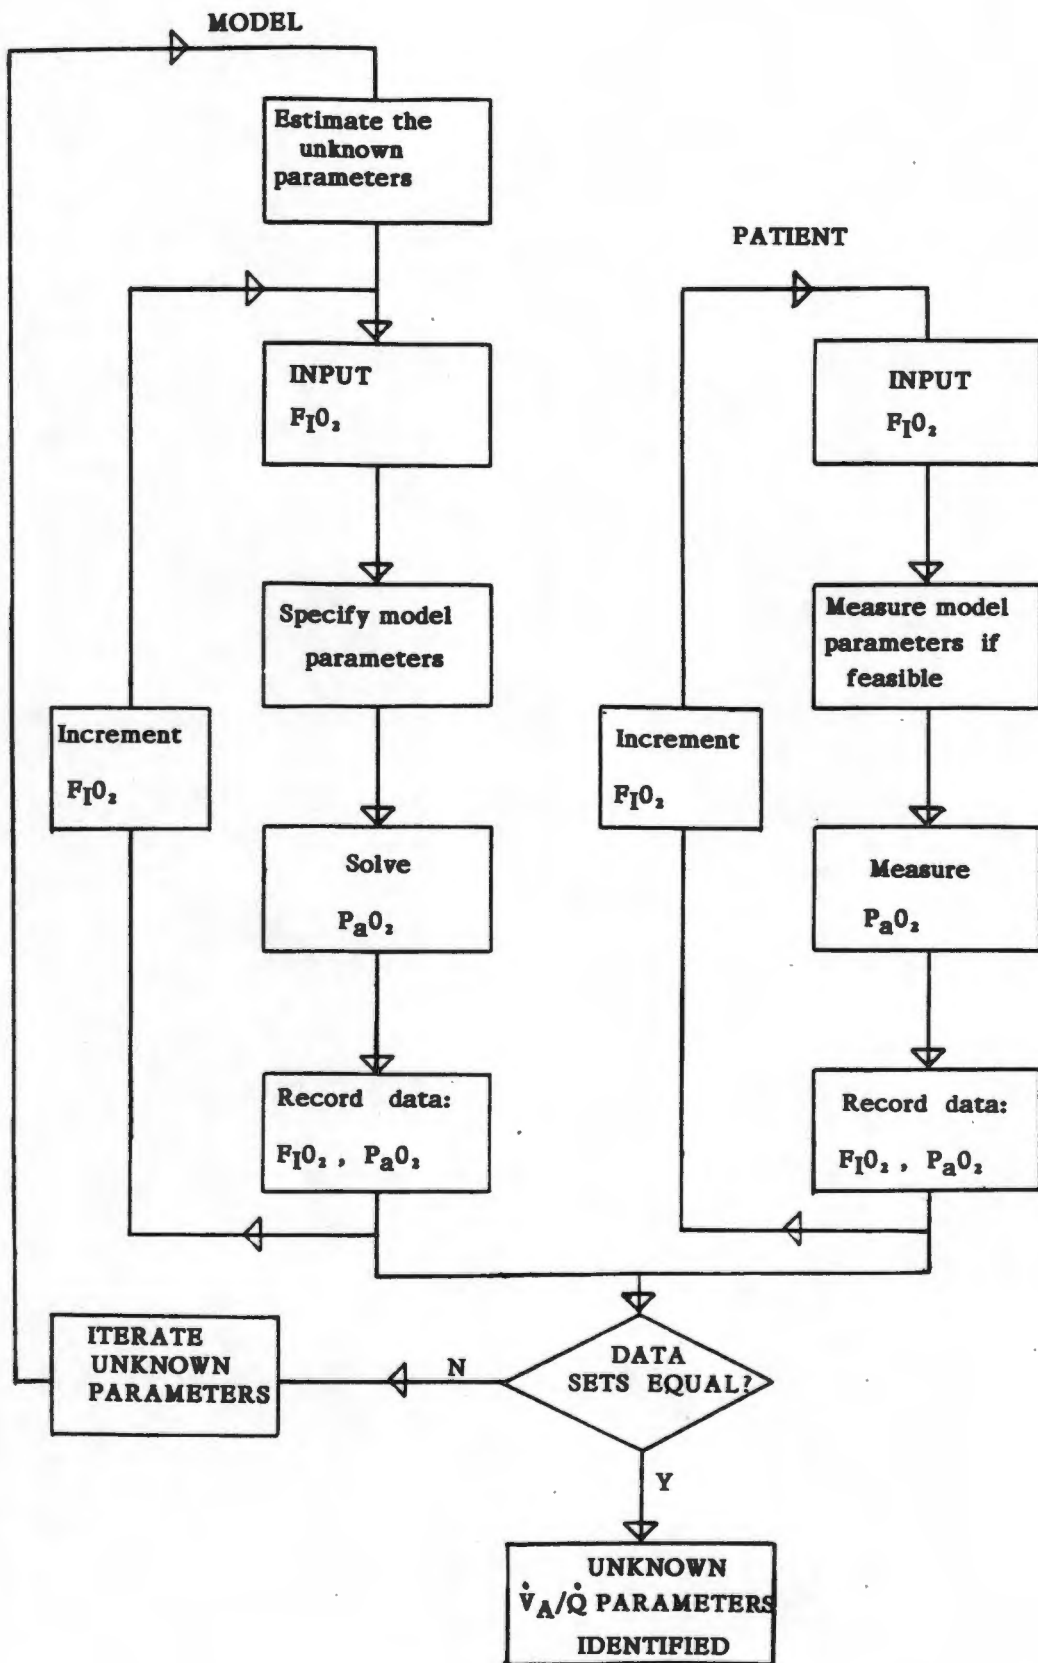 MODEL
Estimate the
unknown
parameters
INPUT
FIO₂
Specify model
parameters
Increment
FIO₂
Solve
PaO₂
Record data:
FIO₂ , PaO₂
PATIENT
INPUT
FIO₂
Measure model
parameters if
feasible
Increment
FIO₂
Measure
PaO₂
Record data:
FIO₂ , PaO₂
DATA
SETS EQUAL?
N
ITERATE
UNKNOWN
PARAMETERS
Y
UNKNOWN
V̇A/Q̇ PARAMETERS
IDENTIFIED